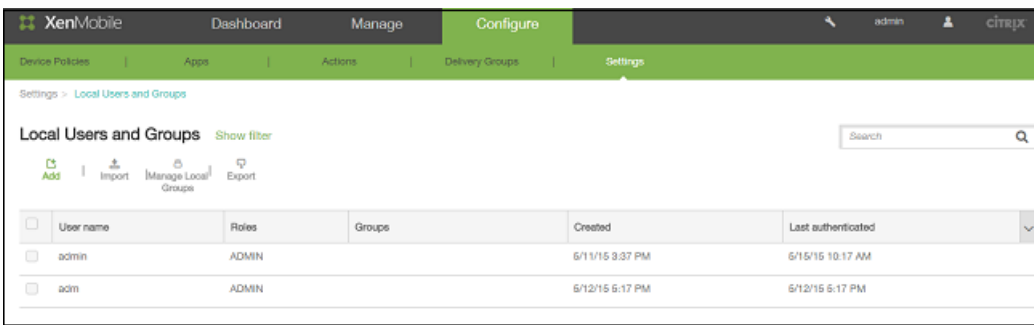 XenMobile Dashboard Manage Configure admin CITRIX
Device Policies | Apps | Actions | Delivery Groups | Settings
Settings > Local Users and Groups
Local Users and Groups Show filter Search
Add | Import | Manage Local Groups | Export
User name Roles Groups Created Last authenticated
admin ADMIN 6/11/15 3:37 PM 6/15/15 10:17 AM
adm ADMIN 6/12/15 5:17 PM 6/12/15 5:17 PM